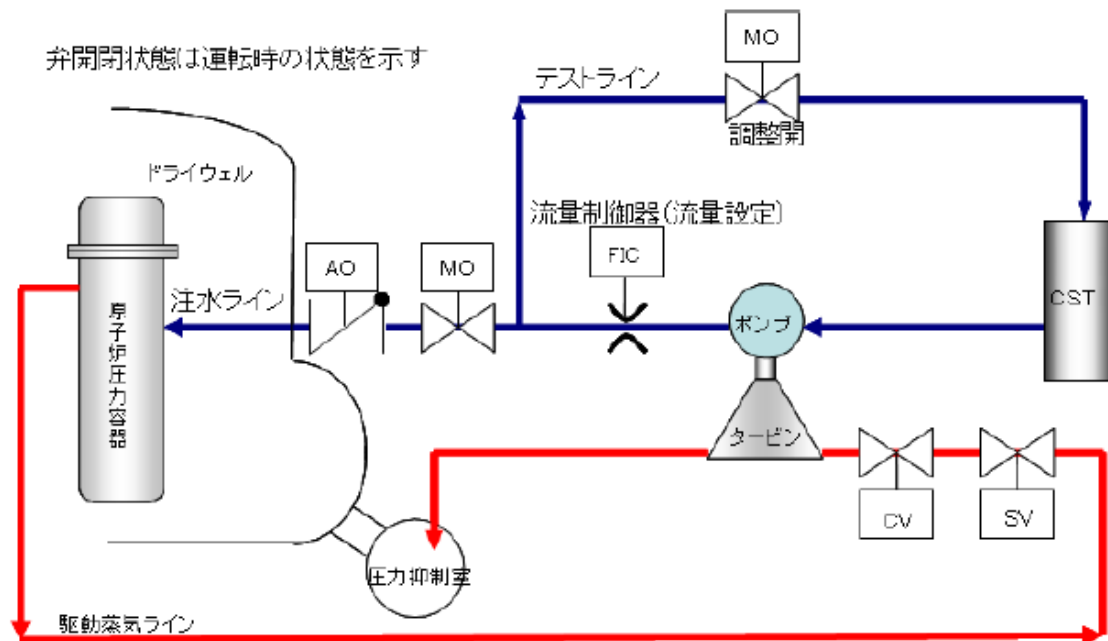 弁開閉状態は運転時の状態を示す
MO
テストライン
調整開
ドライウェル
流量制御器(流量設定)
FIC
AO
MO
注水ライン
ポンプ
CST
原子炉圧力容器
タービン
CV
SV
圧力抑制室
駆動蒸気ライン